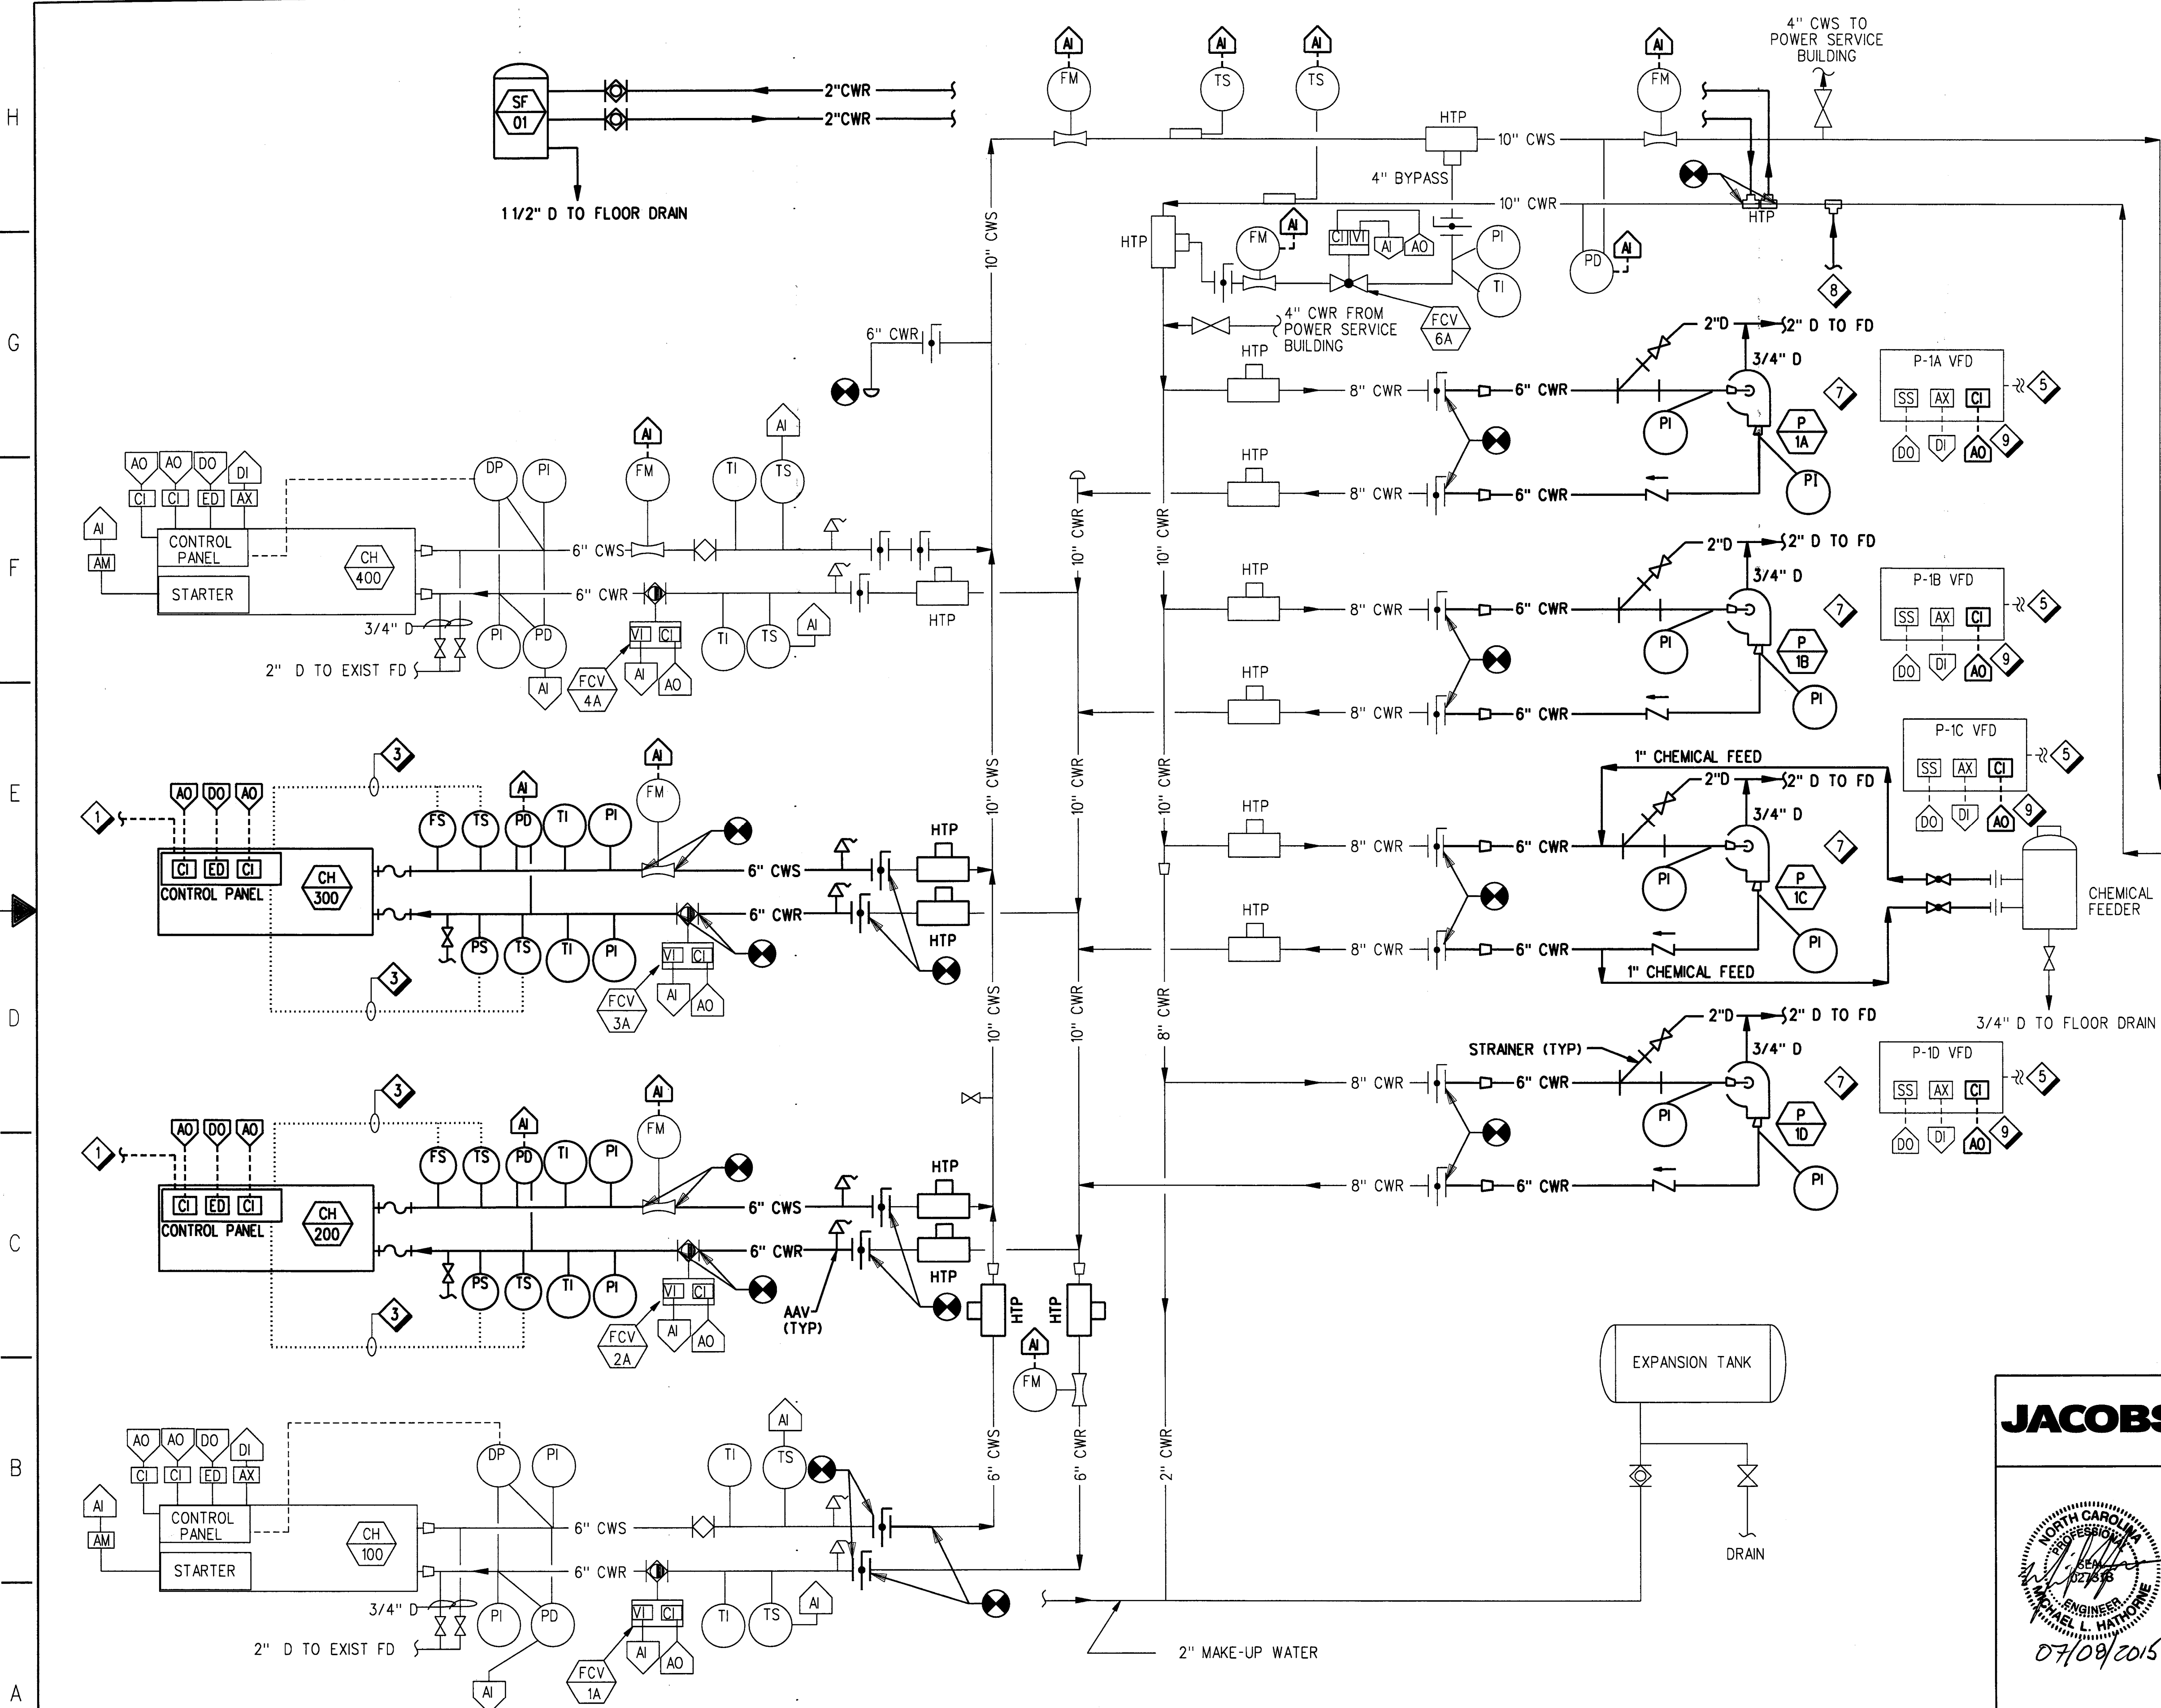 H
G
F
E
D
C
B
A
SF
01
2"CWR
2"CWR
1 1/2" D TO FLOOR DRAIN
AI
FM
AI
TS
AI
TS
AI
FM
4" CWS TO
POWER SERVICE
BUILDING
HTP
10" CWS
4" BYPASS
10" CWR
HTP
10" CWS
HTP
FM
AI
CI
VI
AI
AO
PI
TI
PD
AI
8
FCV
6A
4" CWR FROM
POWER SERVICE
BUILDING
6" CWR
HTP
8" CWR
6" CWR
2"D
2" D TO FD
3/4" D
PI
P
1A
7
PI
P-1A VFD
SS
AX
CI
5
DO
DI
AO
9
HTP
8" CWR
6" CWR
AO
AO
DO
DI
CI
CI
ED
AX
AI
AM
CONTROL
PANEL
STARTER
CH
400
DP
PI
AI
FM
TI
AI
TS
6" CWS
6" CWR
HTP
3/4" D
2" D TO EXIST FD
PI
PD
AI
VI
CI
AI
AO
FCV
4A
TI
TS
AI
10" CWR
10" CWR
HTP
8" CWR
6" CWR
2"D
2" D TO FD
3/4" D
PI
P
1B
7
PI
P-1B VFD
SS
AX
CI
5
DO
DI
AO
9
HTP
8" CWR
6" CWR
1
AO
DO
AO
CI
ED
CI
CONTROL PANEL
CH
300
3
FS
TS
AI
PD
TI
PI
AI
FM
6" CWS
HTP
6" CWR
HTP
PS
TS
TI
PI
3
VI
CI
AI
AO
FCV
3A
10" CWS
10" CWR
10" CWR
1" CHEMICAL FEED
HTP
8" CWR
6" CWR
2"D
2" D TO FD
3/4" D
PI
P
1C
7
PI
P-1C VFD
SS
AX
CI
5
DO
DI
AO
9
HTP
8" CWR
6" CWR
1" CHEMICAL FEED
CHEMICAL
FEEDER
3/4" D TO FLOOR DRAIN
10" CWS
10" CWR
8" CWR
STRAINER (TYP)
8" CWR
6" CWR
2"D
2" D TO FD
3/4" D
PI
P
1D
7
PI
P-1D VFD
SS
AX
CI
5
DO
DI
AO
9
8" CWR
6" CWR
1
AO
DO
AO
CI
ED
CI
CONTROL PANEL
CH
200
3
FS
TS
AI
PD
TI
PI
AI
FM
6" CWS
HTP
6" CWR
HTP
PS
TS
TI
PI
3
VI
CI
AI
AO
FCV
2A
AAV
(TYP)
HTP
HTP
AI
FM
EXPANSION TANK
DRAIN
AO
AO
DO
DI
CI
CI
ED
AX
AI
AM
CONTROL
PANEL
STARTER
CH
100
DP
PI
TI
AI
TS
6" CWS
6" CWR
3/4" D
2" D TO EXIST FD
PI
PD
AI
VI
CI
AI
AO
FCV
1A
TI
TS
AI
6" CWS
6" CWR
2" CWR
2" MAKE-UP WATER
JACOBS
NORTH CAROLINA
PROFESSIONAL
SEAL
ENGINEER
MICHAEL L. HATHORNE
07/09/2015